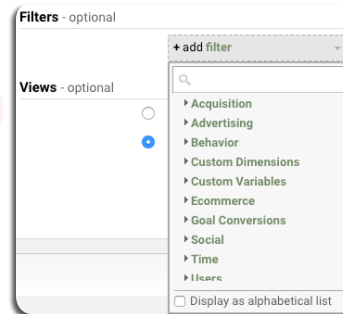 Filters - optional
+ add filter
Views - optional
Acquisition
Advertising
Behavior
Custom Dimensions
Custom Variables
Ecommerce
Goal Conversions
Social
Time
Users
Display as alphabetical list